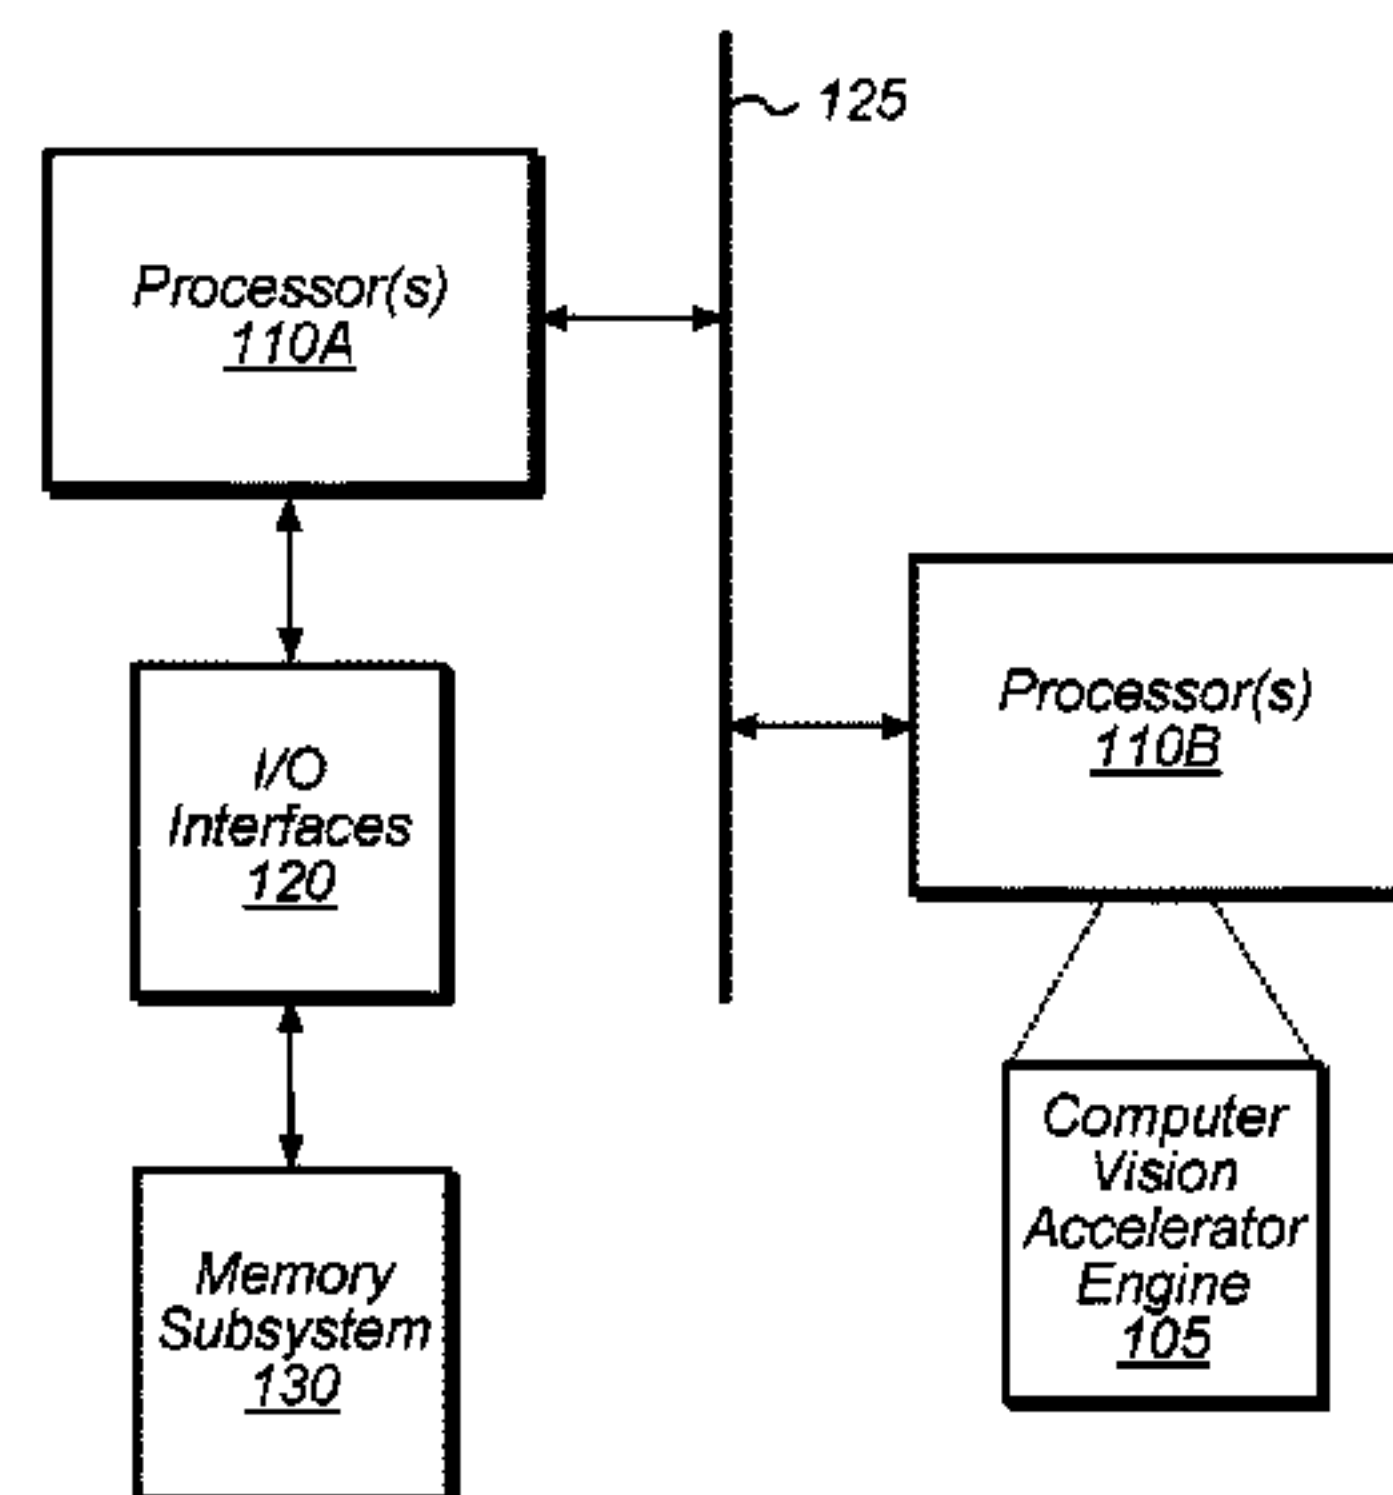 125
Processor(s)
110A
Processor(s)
110B
I/O
Interfaces
120
Computer
Vision
Accelerator
Engine
105
Memory
Subsystem
130